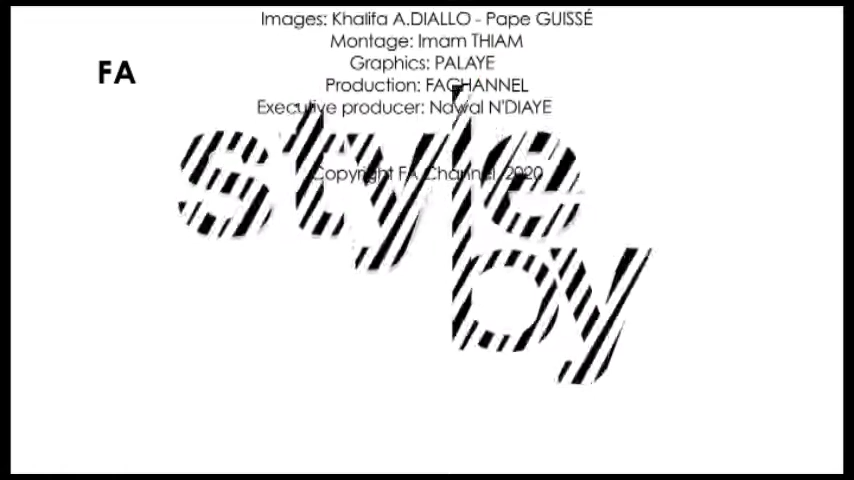 Images: Khalifa A.DIALLO - Pape GUISSÉ
Montage: Imam THIAM
Graphics: PALAYE
FA
Production: FACHANNEL
Executive producer: Nawal N'DIAYE
Copyright FA Channel, 2020
style
by